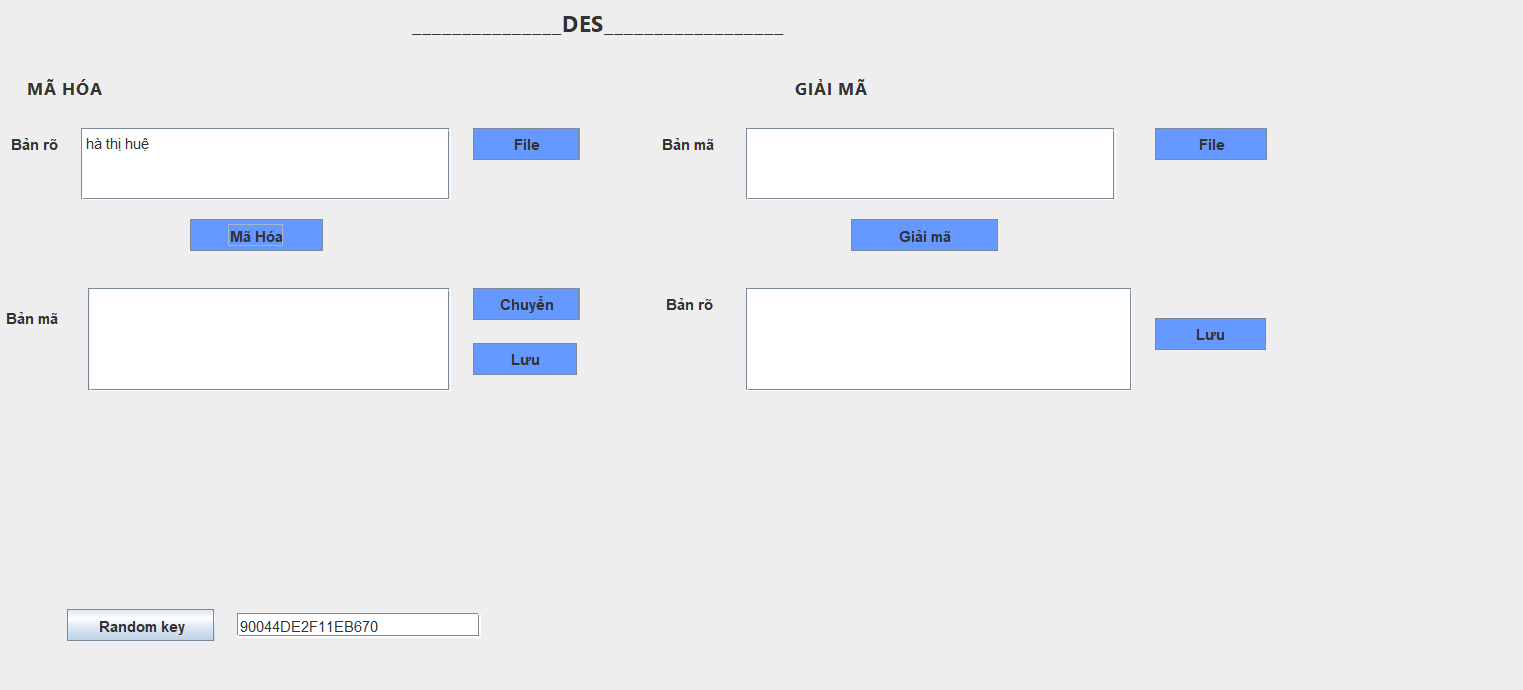 _______________DES__________________
MÃ HÓA
GIẢI MÃ
Bản rõ
hà thị huệ
File
Bản mã
File
Mã Hóa
Giải mã
Bản mã
Chuyển
Lưu
Bản rõ
Lưu
Random key
90044DE2F11EB670